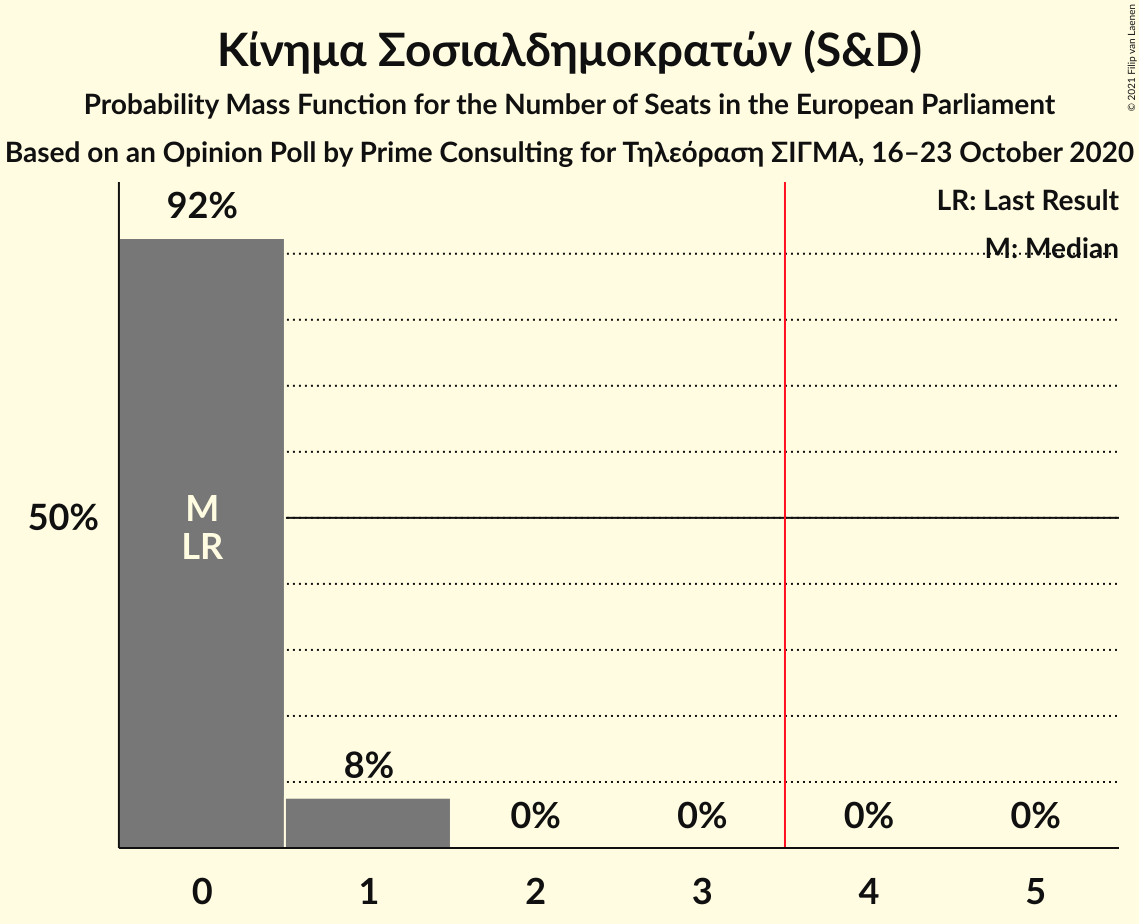 Κίνημα Σοσιαλδημοκρατών (S&D)
Probability Mass Function for the Number of Seats in the European Parliament
Based on an Opinion Poll by Prime Consulting for Τηλεόραση ΣΙΓΜΑ, 16–23 October 2020
© 2021 Filip van Laenen
LR: Last Result
M: Median
92%
50%
M
LR
8%
0%
0%
0%
0%
0
1
2
3
4
5